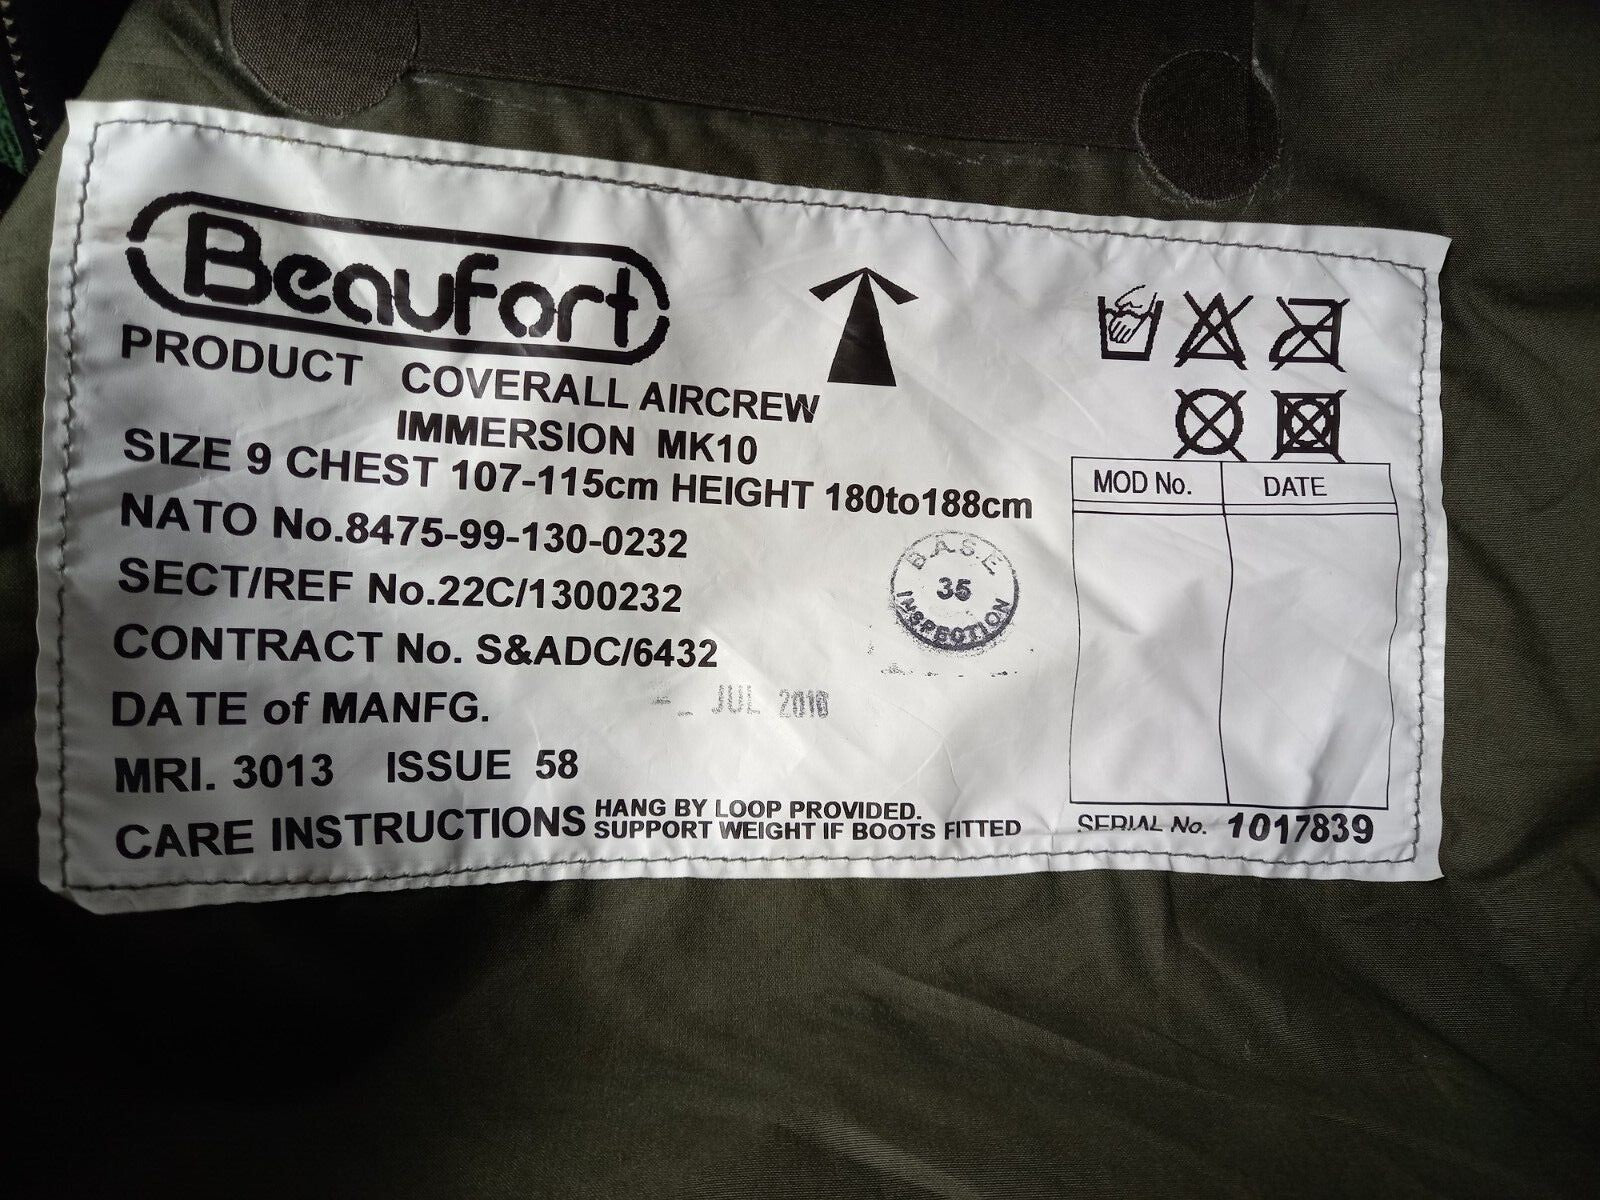 Beaufort
PRODUCT COVERALL AIRCREW
IMMERSION MK10
SIZE 9 CHEST 107-115cm HEIGHT 180to188cm
NATO No.8475-99-130-0232
SECT/REF No.22C/1300232
CONTRACT No. S&ADC/6432
DATE of MANFG. JUL 2010
MRI. 3013 ISSUE 58
CARE INSTRUCTIONS HANG BY LOOP PROVIDED.
SUPPORT WEIGHT IF BOOTS FITTED
B.A.S.E
35
INSPECTION
MOD No. DATE
SERIAL No. 1017839